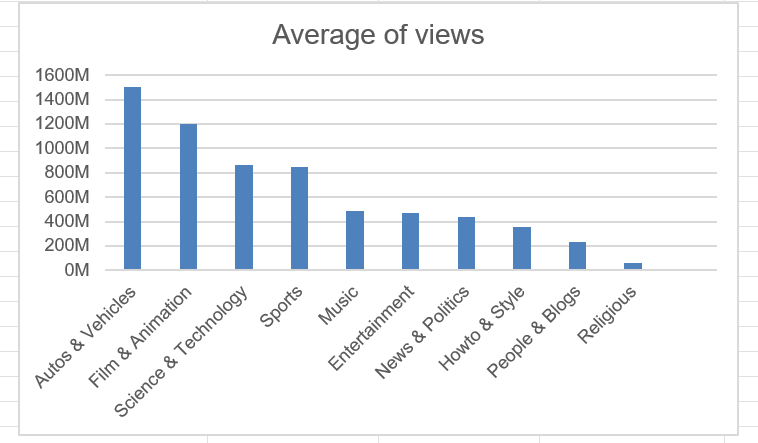 Average of views
1600M
1400M
1200M
1000M
800M
600M
400M
200M
0M
Autos & Vehicles
Film & Animation
Science & Technology
Sports
Music
Entertainment
News & Politics
Howto & Style
People & Blogs
Religious